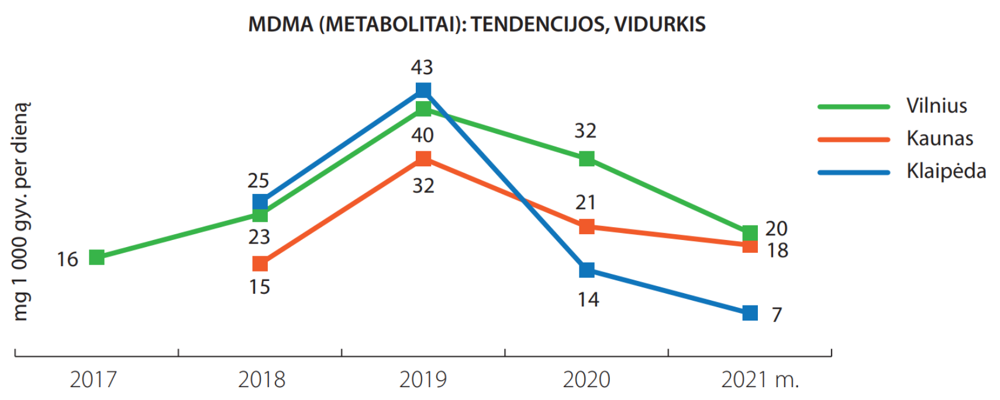 MDMA (METABOLITAI): TENDENCIJOS, VIDURKIS
mg 1 000 gyv. per dieną
43
40
32
32
25
23
21
20
18
16
15
14
7
Vilnius
Kaunas
Klaipėda
2017
2018
2019
2020
2021 m.